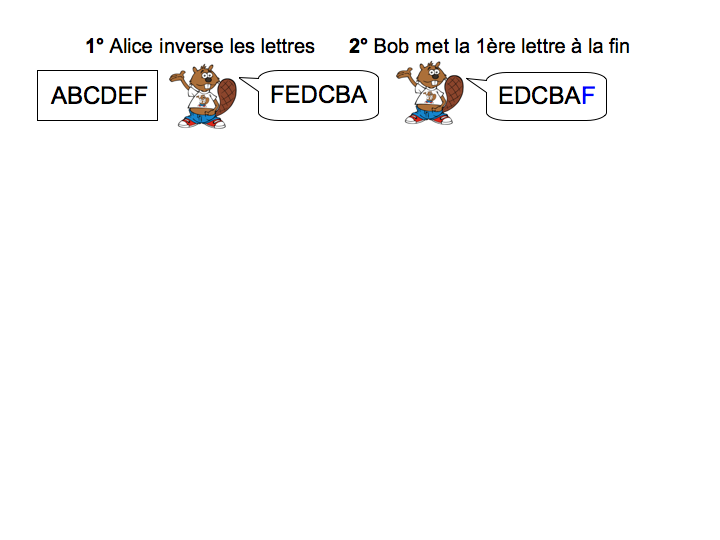 1° Alice inverse les lettres 2° Bob met la 1ère lettre à la fin
ABCDEF FEDCBA EDCBAF